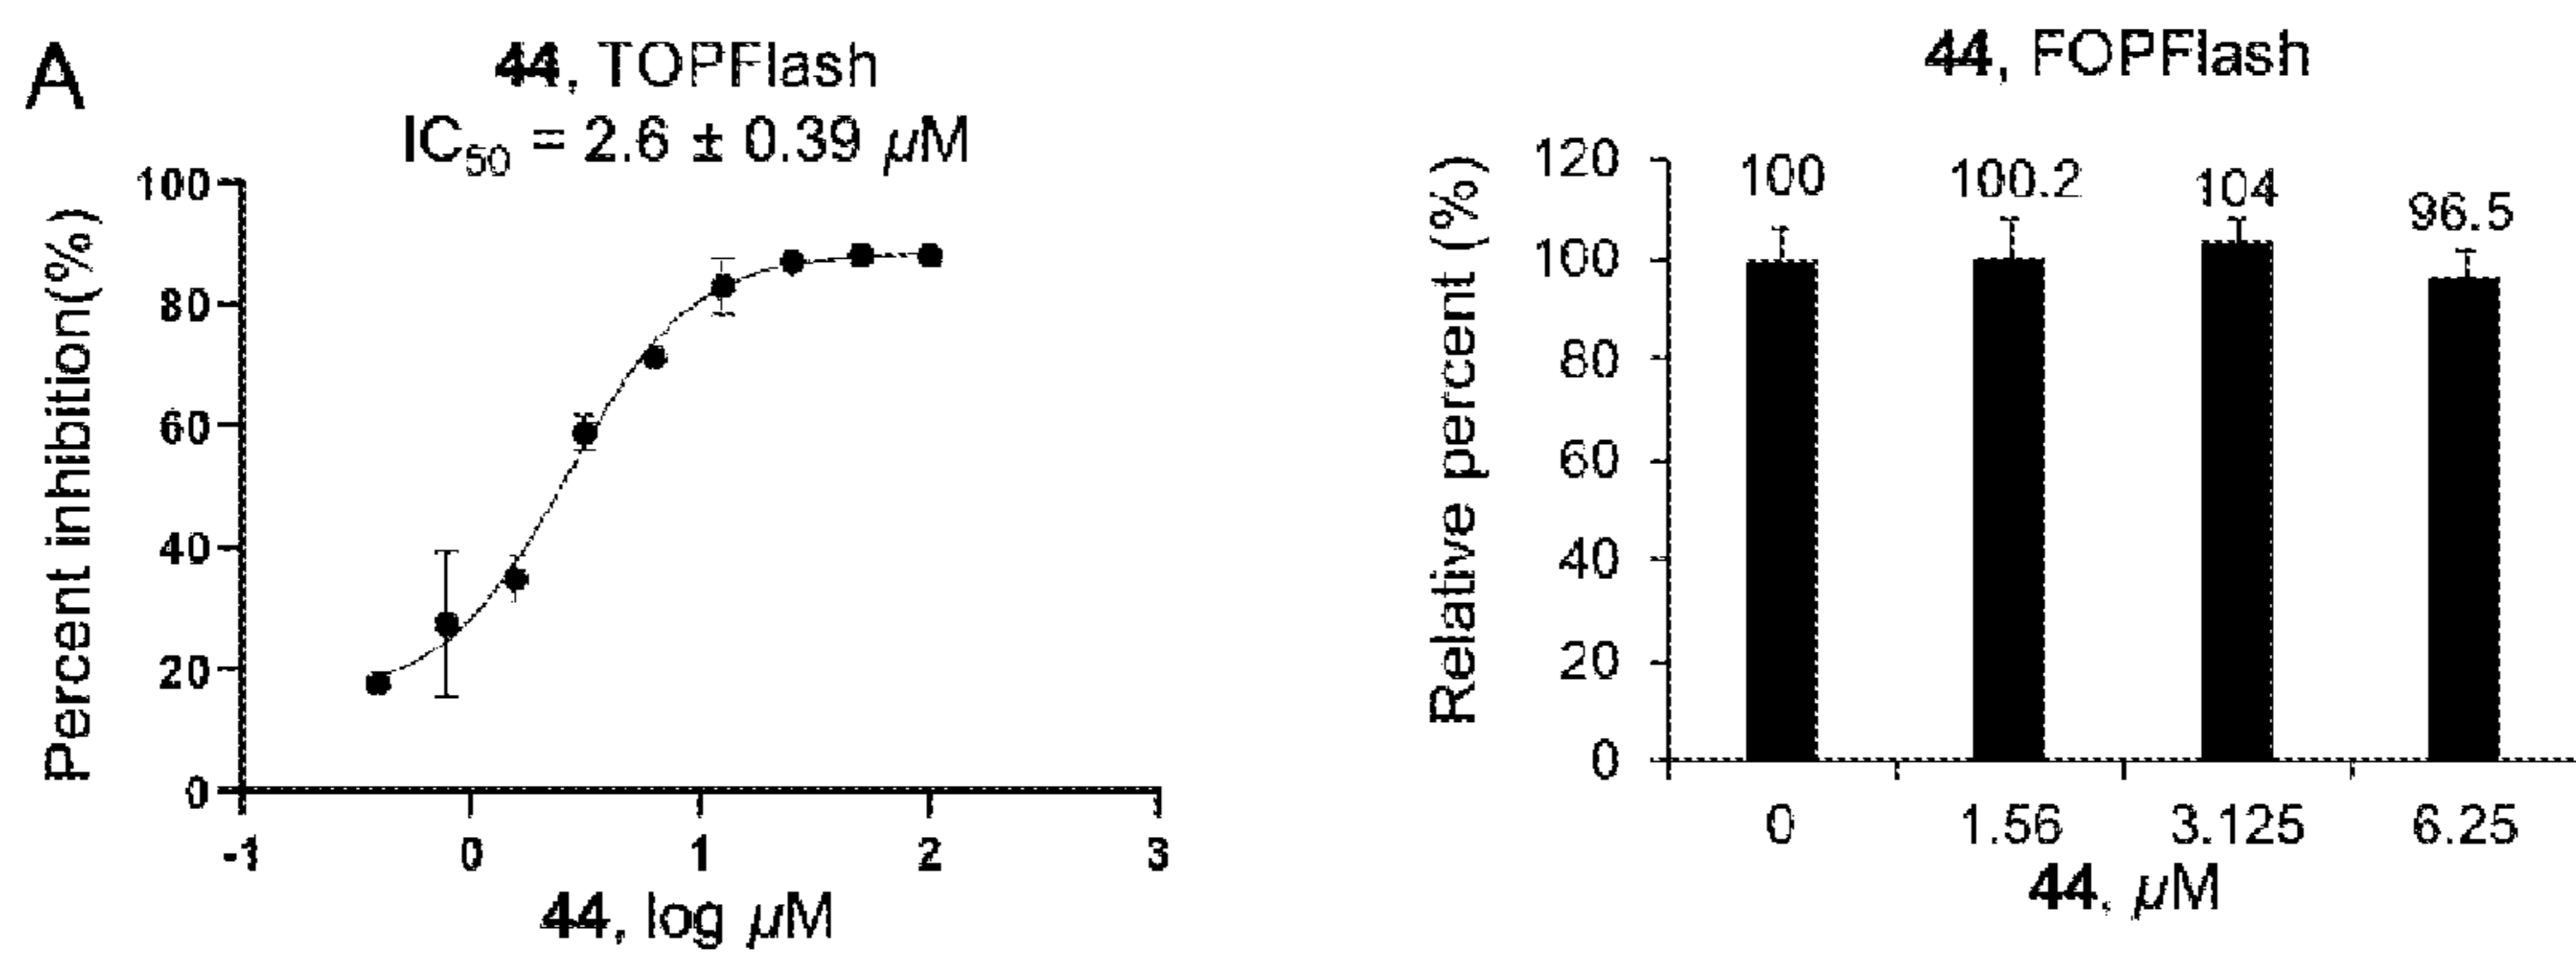 A
44, TOPFlash
IC50 = 2.6 ± 0.39 µM
Percent inhibition(%)
100
80
60
40
20
0
-1 0 1 2 3
44, log µM
44, FOPFlash
Relative percent (%)
120
100
80
60
40
20
0
100 100.2 104 96.5
0 1.56 3.125 6.25
44, µM